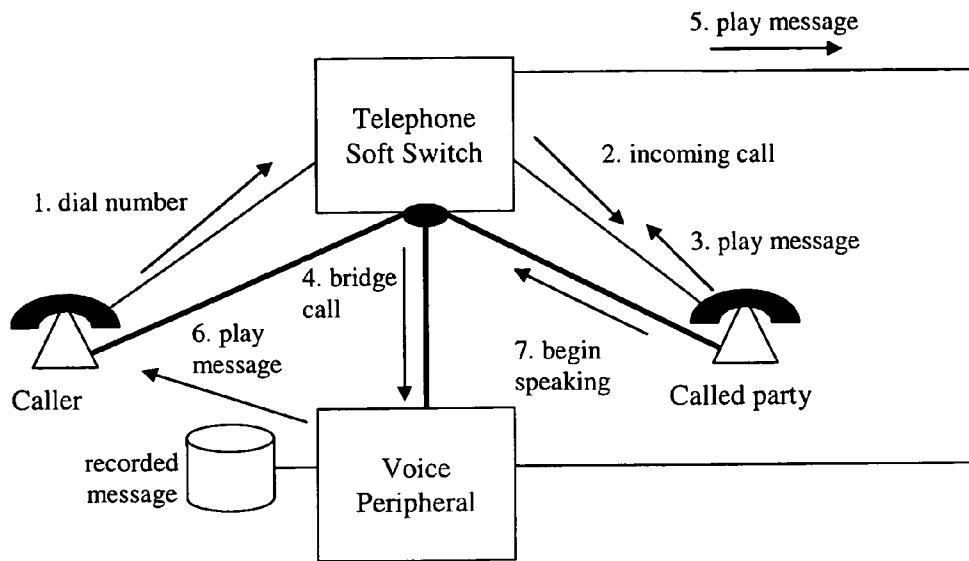 5. play message
Telephone
Soft Switch
2. incoming call
1. dial number
3. play message
4. bridge
call
6. play
message
7. begin
speaking
Caller
Called party
recorded
message
Voice
Peripheral